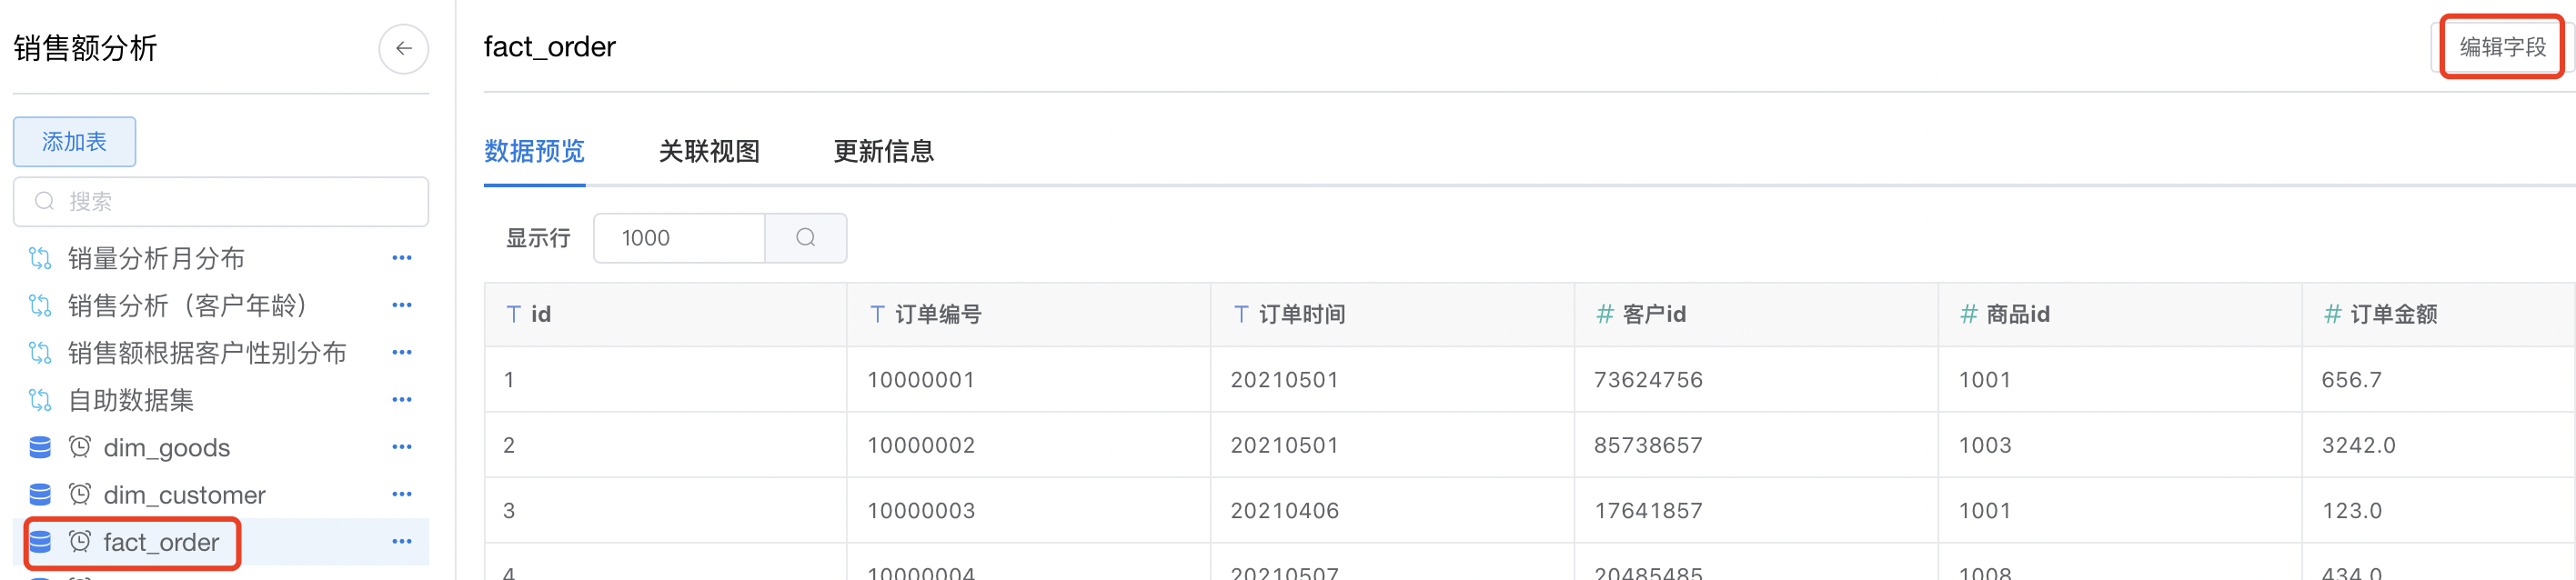 销售额分析
添加表
搜索
销量分析月分布
销售分析（客户年龄）
销售额根据客户性别分布
自助数据集
dim_goods
dim_customer
fact_order
fact_order
编辑字段
数据预览 关联视图 更新信息
显示行 1000
id 订单编号 订单时间 客户id 商品id 订单金额
1 10000001 20210501 73624756 1001 656.7
2 10000002 20210501 85738657 1003 3242.0
3 10000003 20210406 17641857 1001 123.0
4 10000004 20210507 20485485 1008 434.0